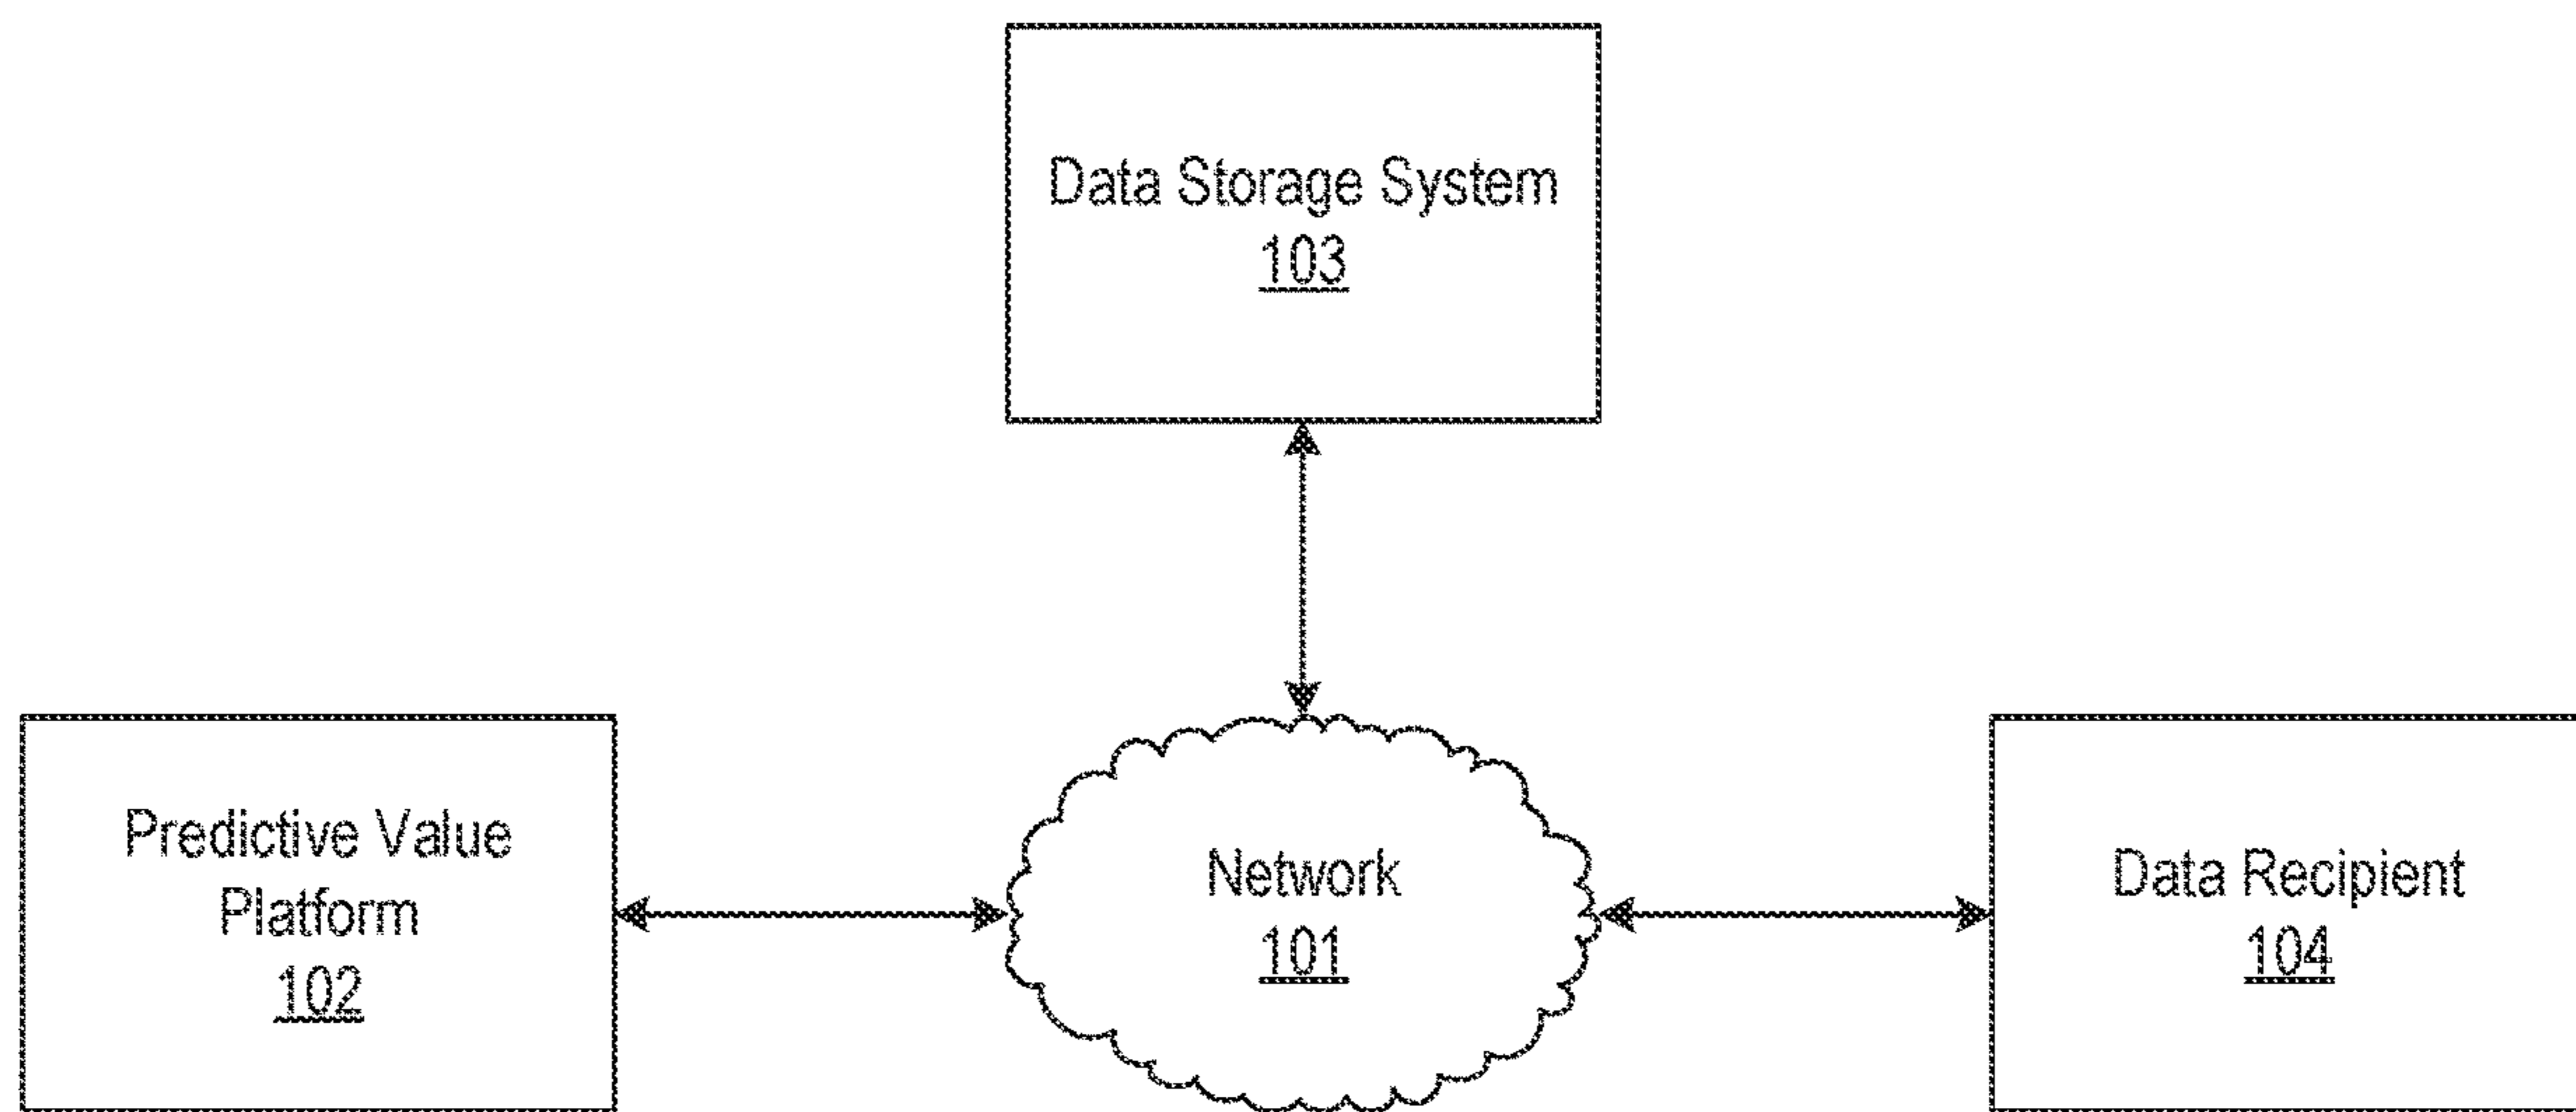 Data Storage System
103
Predictive Value
Platform
102
Network
101
Data Recipient
104